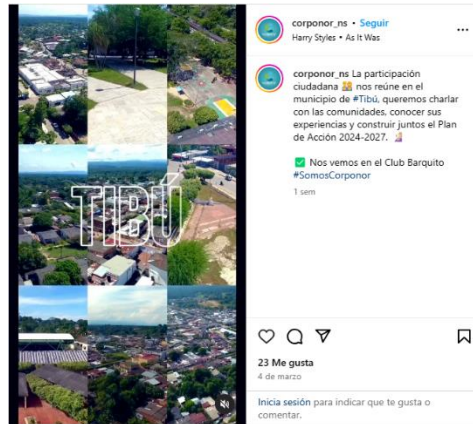 TIBÚ
corponor_ns • Seguir
Harry Styles • As It Was
corponor_ns La participación
ciudadana nos reúne en el
municipio de #Tibú, queremos charlar
con las comunidades, conocer sus
experiencias y construir juntos el Plan
de Acción 2024-2027.
✅ Nos vemos en el Club Barquito
#SomosCorponor
1 sem
23 Me gusta
4 de marzo
Inicia sesión para indicar que te gusta o
comentar.